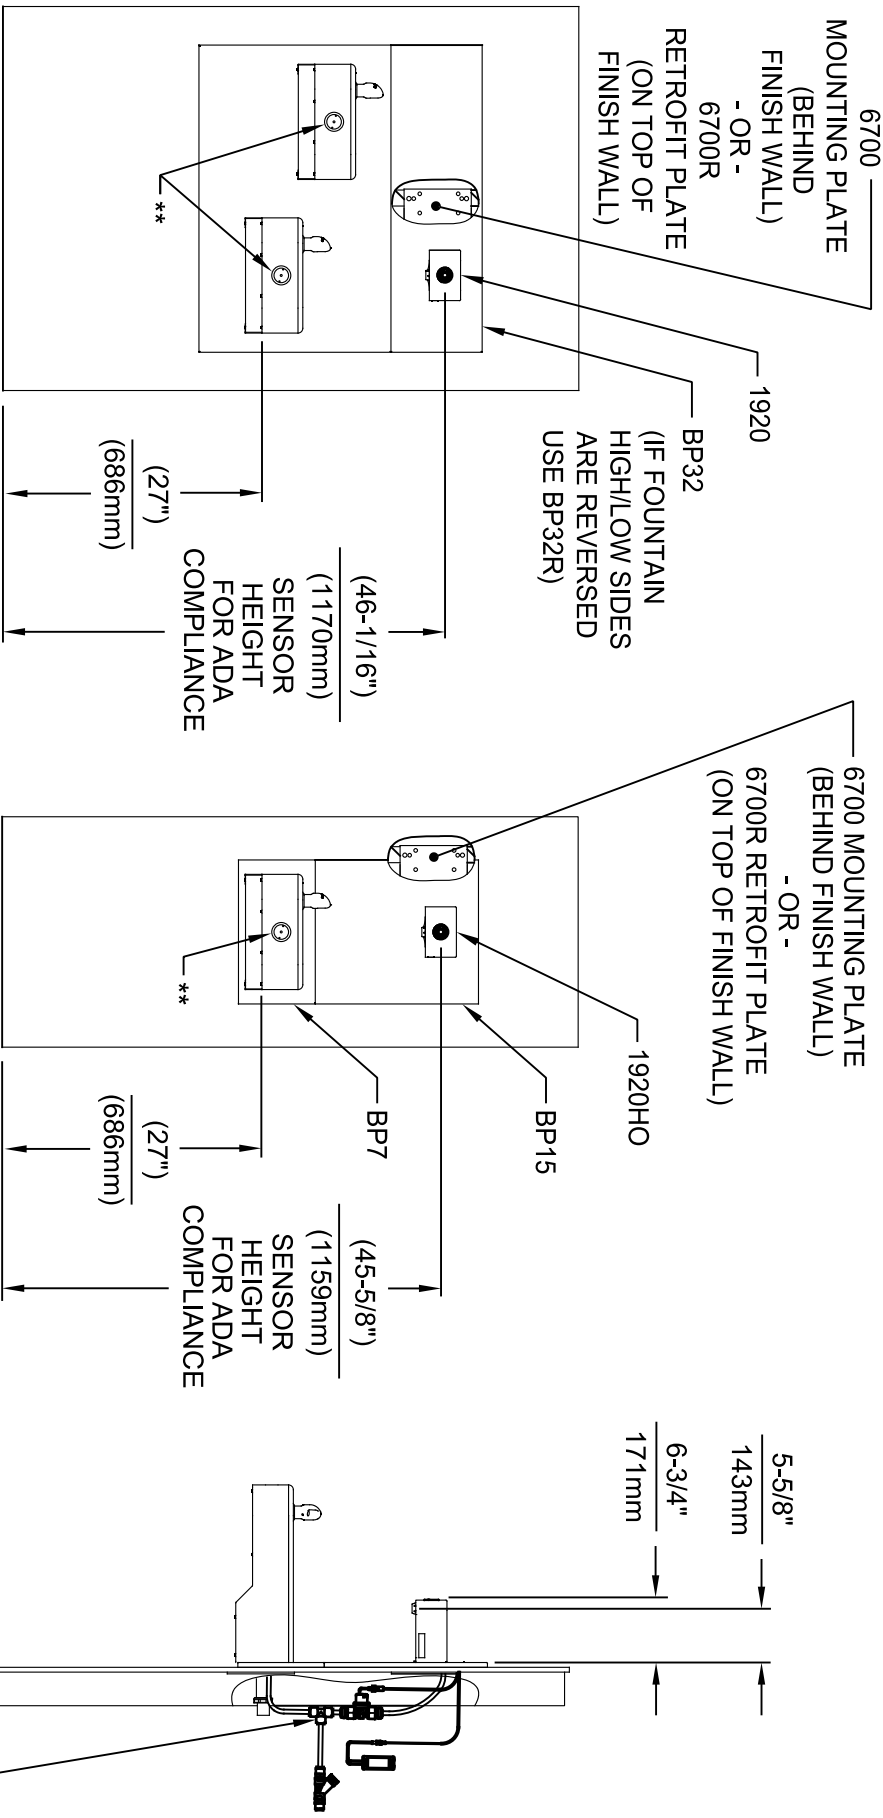 6700
MOUNTING PLATE
(BEHIND
FINISH WALL)
- OR -
6700R
RETROFIT PLATE
(ON TOP OF
FINISH WALL)
1920
BP32
(IF FOUNTAIN
HIGH/LOW SIDES
ARE REVERSED
USE BP32R)
**
(27")
(686mm)
(46-1/16")
(1170mm)
SENSOR
HEIGHT
FOR ADA
COMPLIANCE
6700 MOUNTING PLATE
(BEHIND FINISH WALL)
- OR -
6700R RETROFIT PLATE
(ON TOP OF FINISH WALL)
1920HO
BP15
BP7
**
(27")
(686mm)
(45-5/8")
(1159mm)
SENSOR
HEIGHT
FOR ADA
COMPLIANCE
5-5/8"
143mm
6-3/4"
171mm